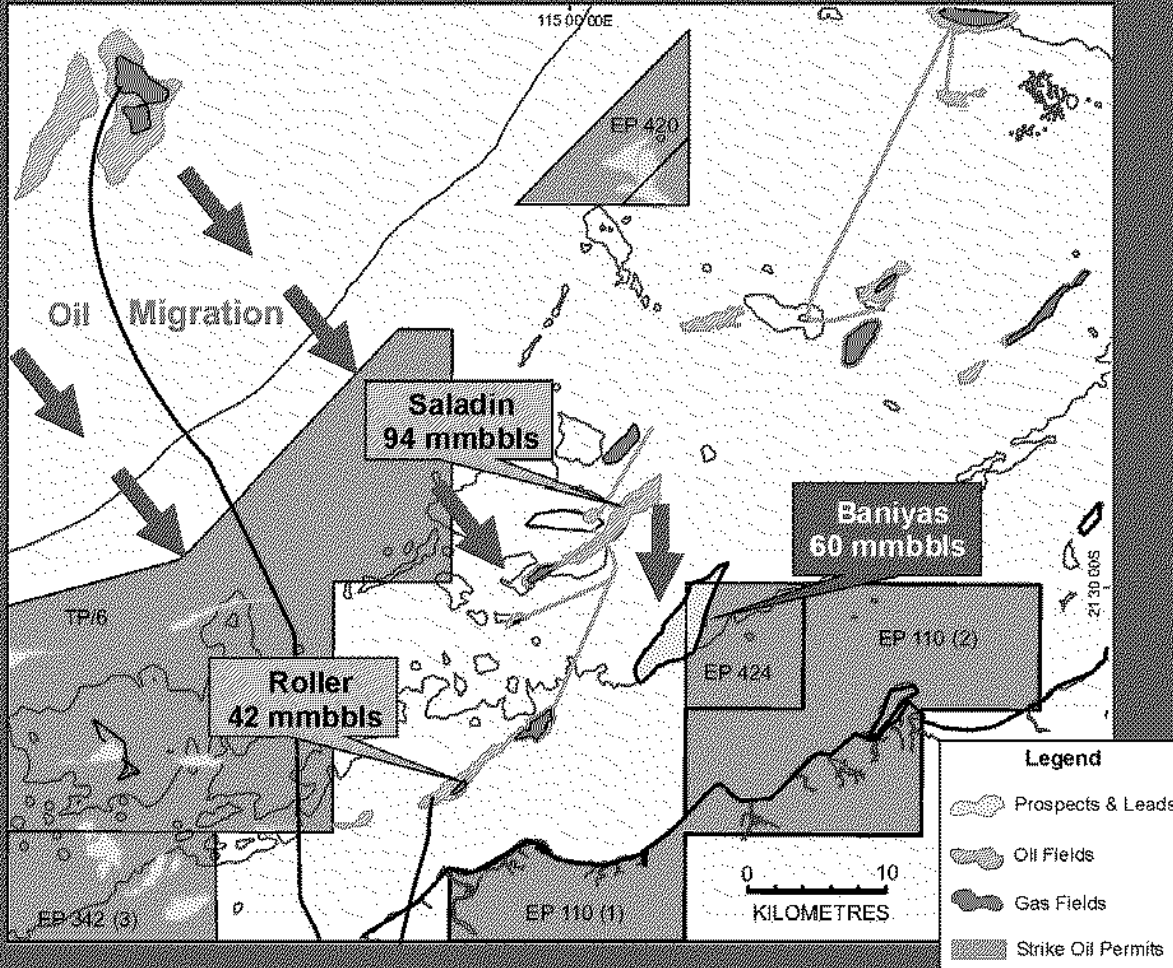 115 00 00E
EP 420
Oil Migration
Saladin
94 mmbbls
Baniyas
60 mmbbls
21 30 00S
TP/6
EP 110 (2)
EP 424
Roller
42 mmbbls
Legend
Prospects & Leads
Oil Fields
Gas Fields
Strike Oil Permits
0 10
KILOMETRES
EP 342 (3)
EP 110 (1)